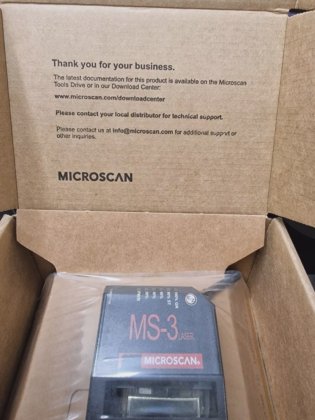 Thank you for your business.
The latest documentation for this product is available on the Microscan
Tools Drive or in our Download Center:
www.microscan.com/downloadcenter
Please contact your local distributor for technical support.
Please contact us at info@microscan.com for additional support or
other inquiries.
MICROSCAN
MS-3 LASER
MICROSCAN